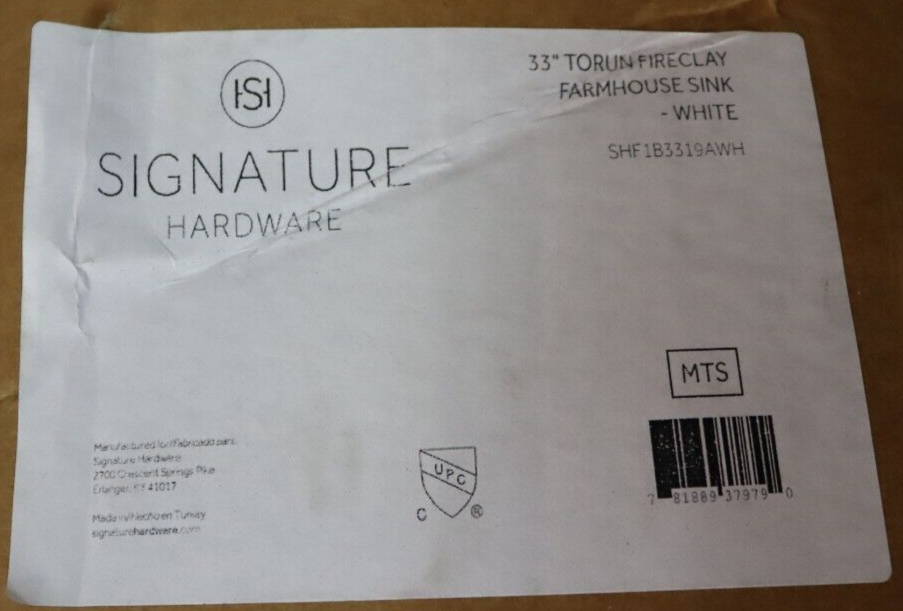 HSH
SIGNATURE
HARDWARE
33" TORUN FIRECLAY
FARMHOUSE SINK
- WHITE
SHF1B3319AWH
MTS
7 81889 37979 0
Manufactured for/Fabricado para:
Signature Hardware
2700 Crescent Springs Pike
Erlanger, KY 41017
Made in/Hecho en Turkey
signaturehardware.com
UPC
C ®